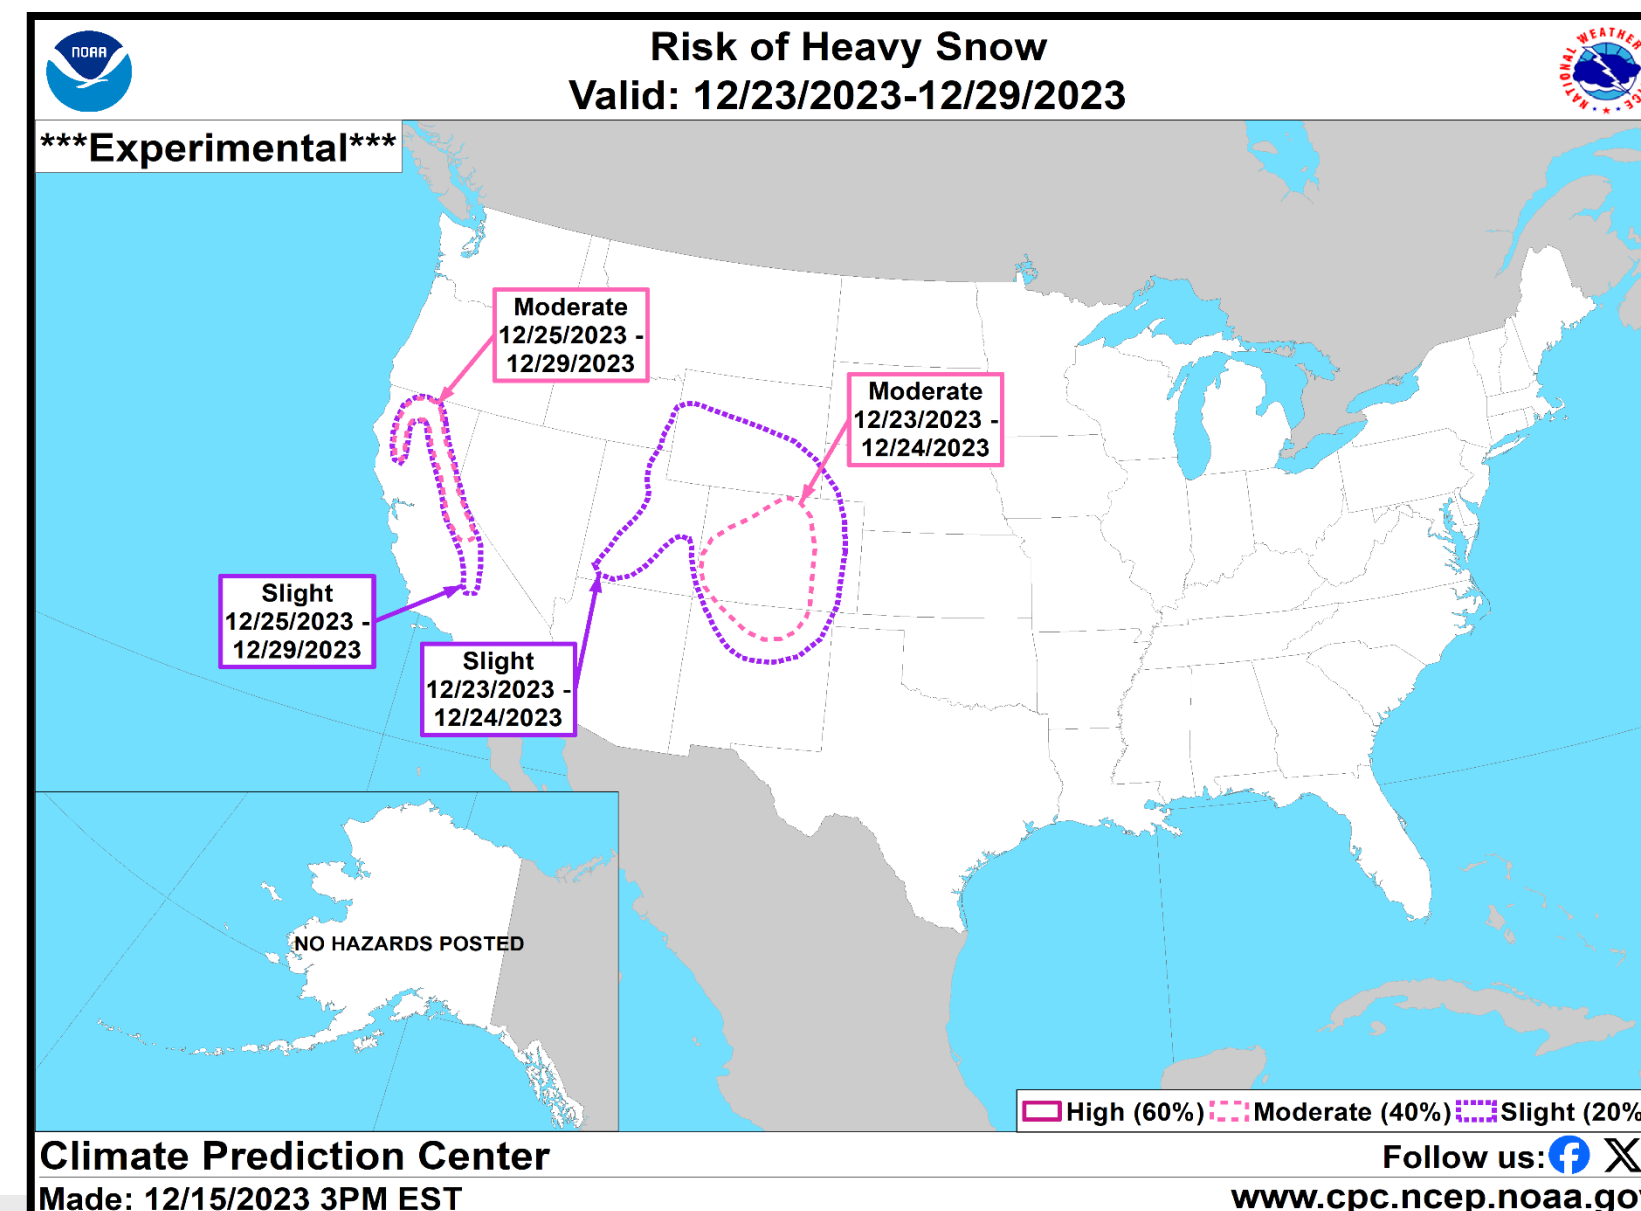 NOAA
Risk of Heavy Snow
Valid: 12/23/2023-12/29/2023
NATIONAL WEATHER
***Experimental***
Moderate
12/25/2023 -
12/29/2023
Moderate
12/23/2023 -
12/24/2023
Slight
12/25/2023 -
12/29/2023
Slight
12/23/2023 -
12/24/2023
NO HAZARDS POSTED
High (60%) Moderate (40%) Slight (20%
Climate Prediction Center
Follow us:
Made: 12/15/2023 3PM EST
www.cpc.ncep.noaa.gov